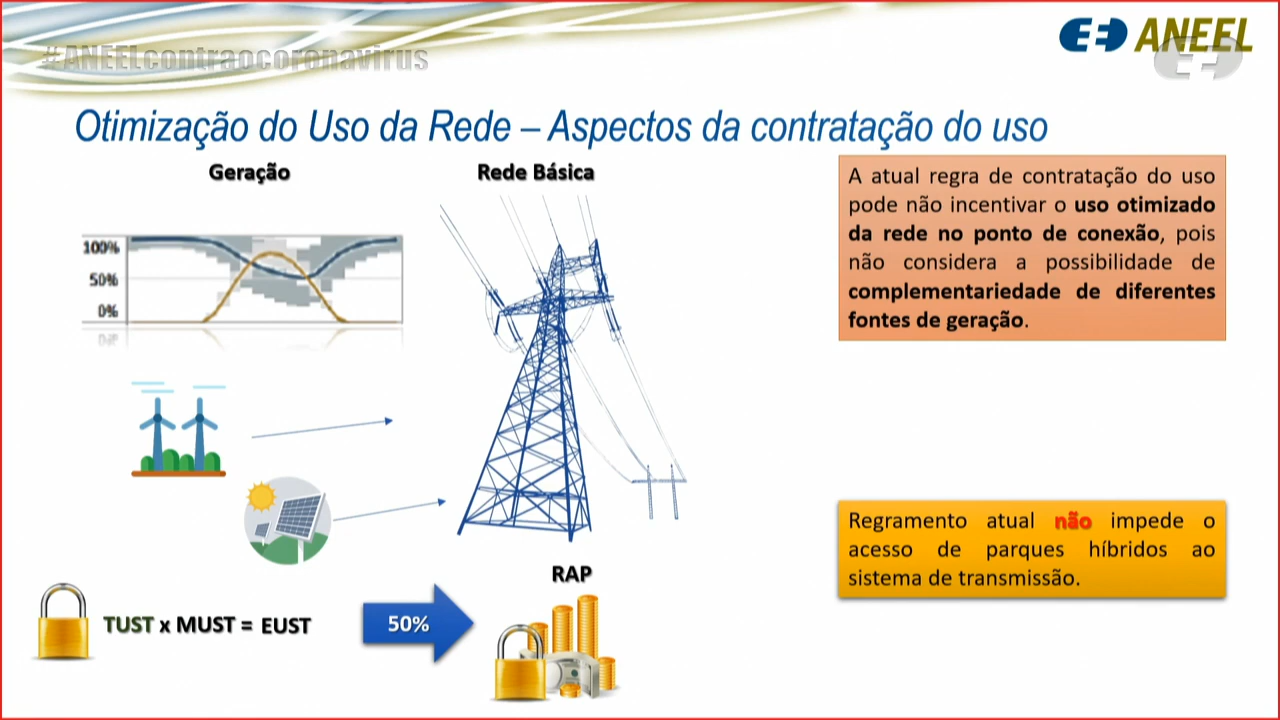 #ANEELcontraocoronavirus
ANEEL
Otimização do Uso da Rede – Aspectos da contratação do uso
Geração
Rede Básica
100%
50%
0%
A atual regra de contratação do uso
pode não incentivar o uso otimizado
da rede no ponto de conexão, pois
não considera a possibilidade de
complementariedade de diferentes
fontes de geração.
Regramento atual não impede o
acesso de parques híbridos ao
sistema de transmissão.
RAP
TUST x MUST = EUST
50%